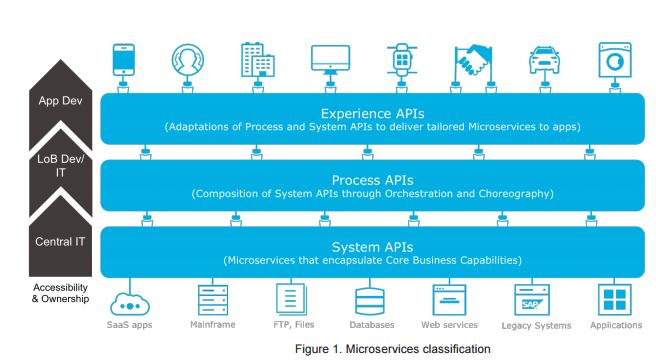 App Dev
Experience APIs
(Adaptations of Process and System APIs to deliver tailored Microservices to apps)
LoB Dev/
IT
Process APIs
(Composition of System APIs through Orchestration and Choreography)
Central IT
System APIs
(Microservices that encapsulate Core Business Capabilities)
Accessibility
& Ownership
SAP
SaaS apps
Mainframe
FTP, Files
Databases
Web services
Legacy Systems
Applications
Figure 1. Microservices classification